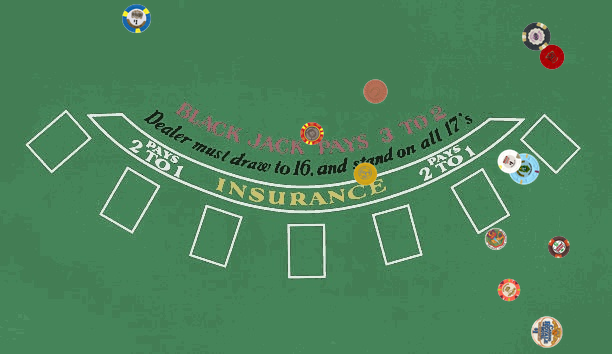 BLACK JACK PAYS 3 TO 2
Dealer must draw to 16, and stand on all 17's
PAYS
2 TO 1
INSURANCE
PAYS
2 TO 1